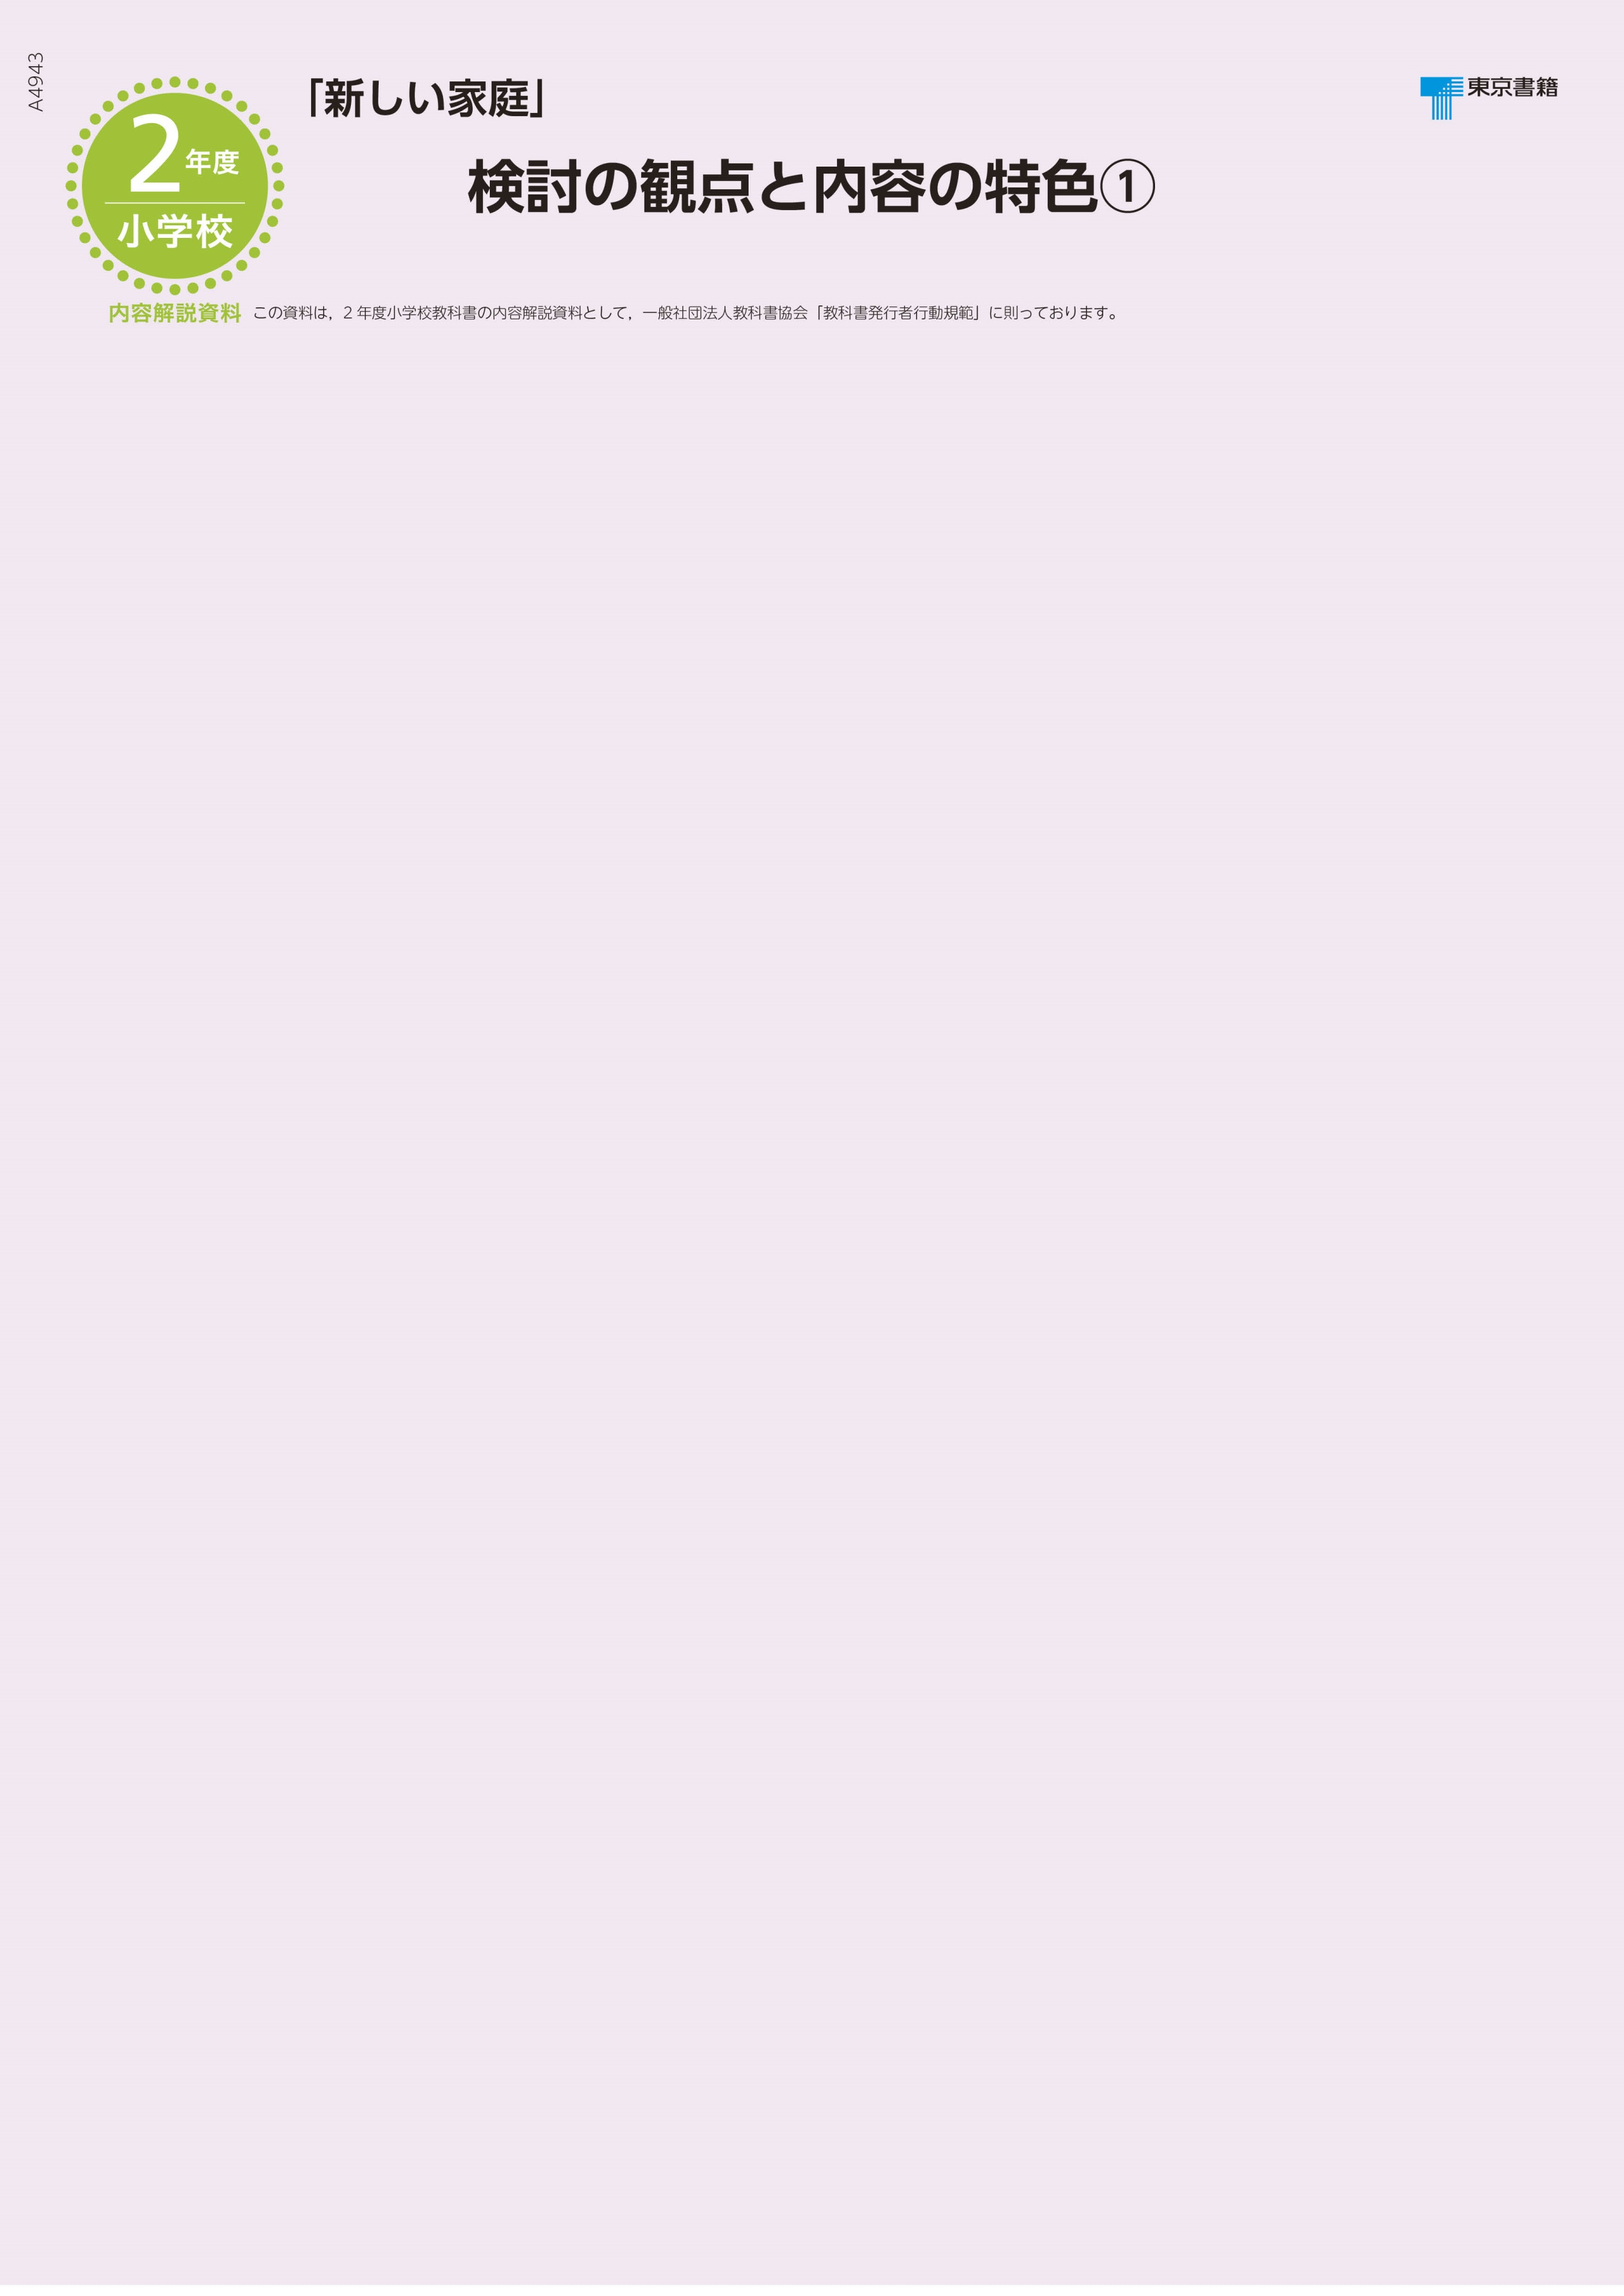 A4943
「新しい家庭」
東京書籍
2年度
小学校
検討の観点と内容の特色①
内容解説資料 この資料は，2年度小学校教科書の内容解説資料として，一般社団法人教科書協会「教科書発行者行動規範」に則っております。